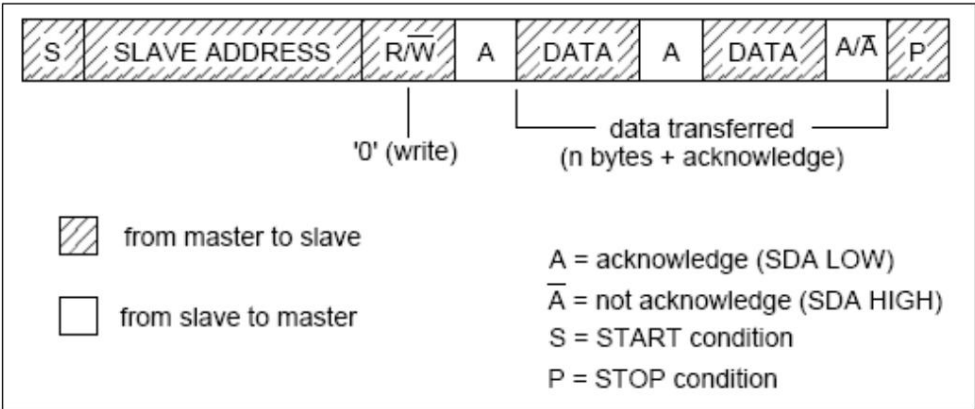 S SLAVE ADDRESS R/W̅ A DATA A DATA A/A̅ P
'0' (write)
data transferred
(n bytes + acknowledge)
from master to slave
from slave to master
A = acknowledge (SDA LOW)
A̅ = not acknowledge (SDA HIGH)
S = START condition
P = STOP condition